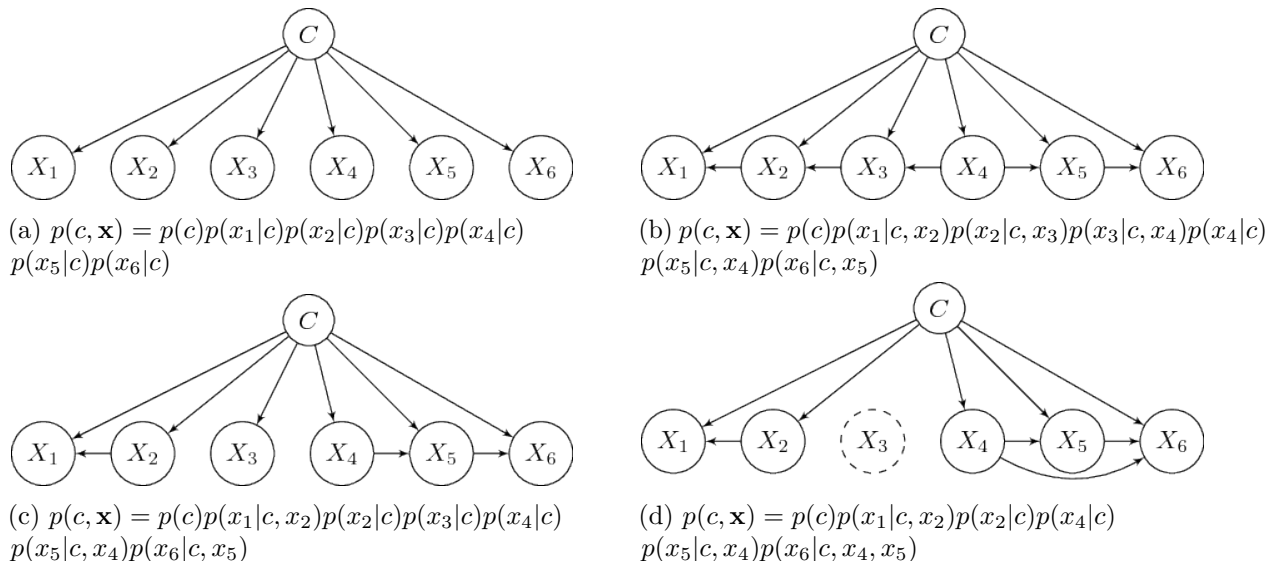 C
C
X₁ X₂ X₃ X₄ X₅ X₆
X₁ X₂ X₃ X₄ X₅ X₆
(a) p(c, x) = p(c)p(x₁|c)p(x₂|c)p(x₃|c)p(x₄|c)
p(x₅|c)p(x₆|c)
(b) p(c, x) = p(c)p(x₁|c, x₂)p(x₂|c, x₃)p(x₃|c, x₄)p(x₄|c)
p(x₅|c, x₄)p(x₆|c, x₅)
C
C
X₁ X₂ X₃ X₄ X₅ X₆
X₁ X₂ X₃ X₄ X₅ X₆
(c) p(c, x) = p(c)p(x₁|c, x₂)p(x₂|c)p(x₃|c)p(x₄|c)
p(x₅|c, x₄)p(x₆|c, x₅)
(d) p(c, x) = p(c)p(x₁|c, x₂)p(x₂|c)p(x₄|c)
p(x₅|c, x₄)p(x₆|c, x₄, x₅)